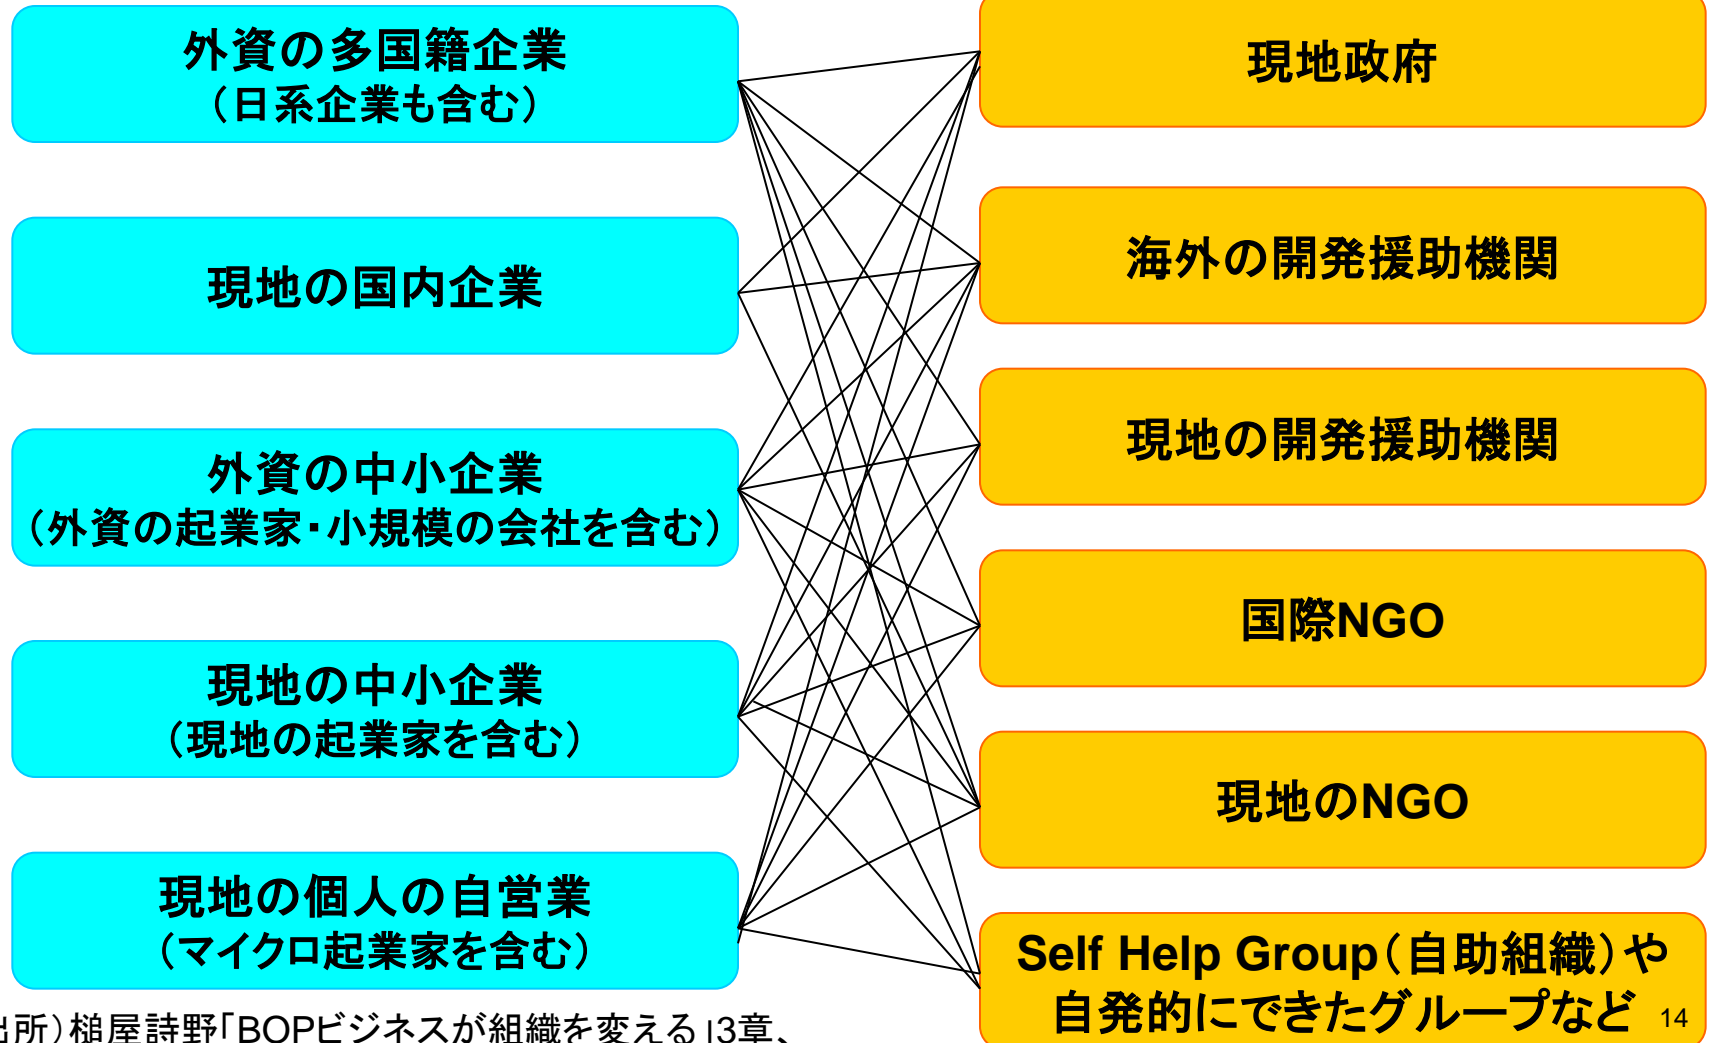 外資の多国籍企業
（日系企業も含む）
現地の国内企業
外資の中小企業
（外資の起業家・小規模の会社を含む）
現地の中小企業
（現地の起業家を含む）
現地の個人の自営業
（マイクロ起業家を含む）
現地政府
海外の開発援助機関
現地の開発援助機関
国際NGO
現地のNGO
Self Help Group（自助組織）や
自発的にできたグループなど
出所）槌屋詩野「BOPビジネスが組織を変える」3章、
14